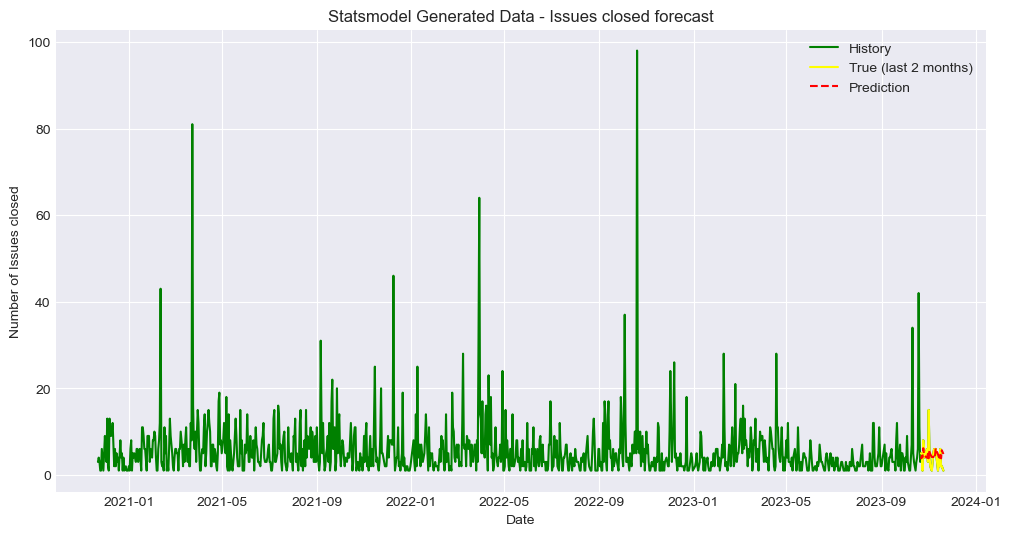 Statsmodel Generated Data - Issues closed forecast
History
True (last 2 months)
Prediction
Number of Issues closed
100
80
60
40
20
0
2021-01 2021-05 2021-09 2022-01 2022-05 2022-09 2023-01 2023-05 2023-09 2024-01
Date